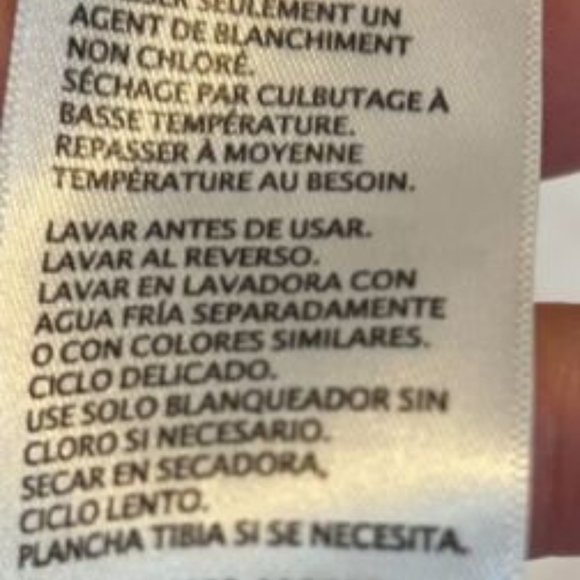 SEULEMENT UN
AGENT DE BLANCHIMENT
NON CHLORÉ.
SÉCHAGE PAR CULBUTAGE À
BASSE TEMPÉRATURE.
REPASSER À MOYENNE
TEMPÉRATURE AU BESOIN.
LAVAR ANTES DE USAR.
LAVAR AL REVERSO.
LAVAR EN LAVADORA CON
AGUA FRÍA SEPARADAMENTE
O CON COLORES SIMILARES.
CICLO DELICADO.
USE SOLO BLANQUEADOR SIN
CLORO SI NECESARIO.
SECAR EN SECADORA,
CICLO LENTO.
PLANCHA TIBIA SI SE NECESITA.